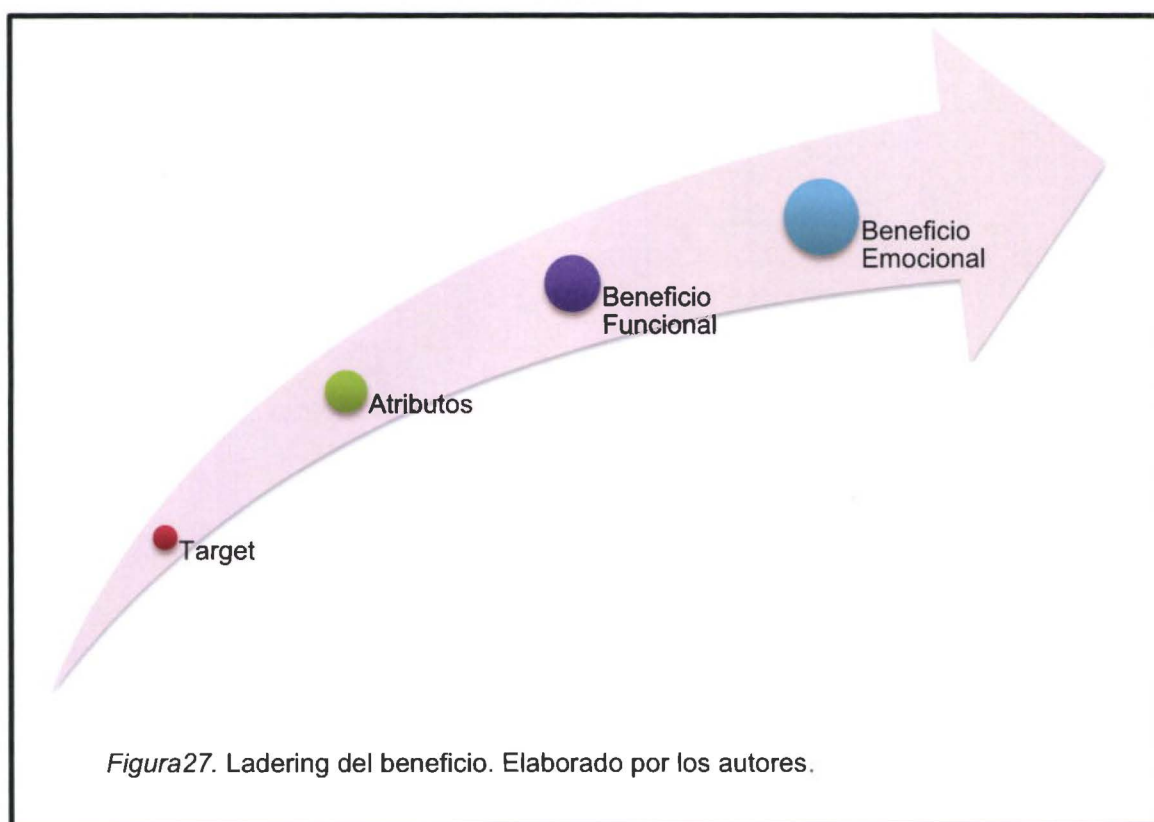 Beneficio
Emocional
Beneficio
Funcional
Atributos
Target
Figura27. Ladering del beneficio. Elaborado por los autores.